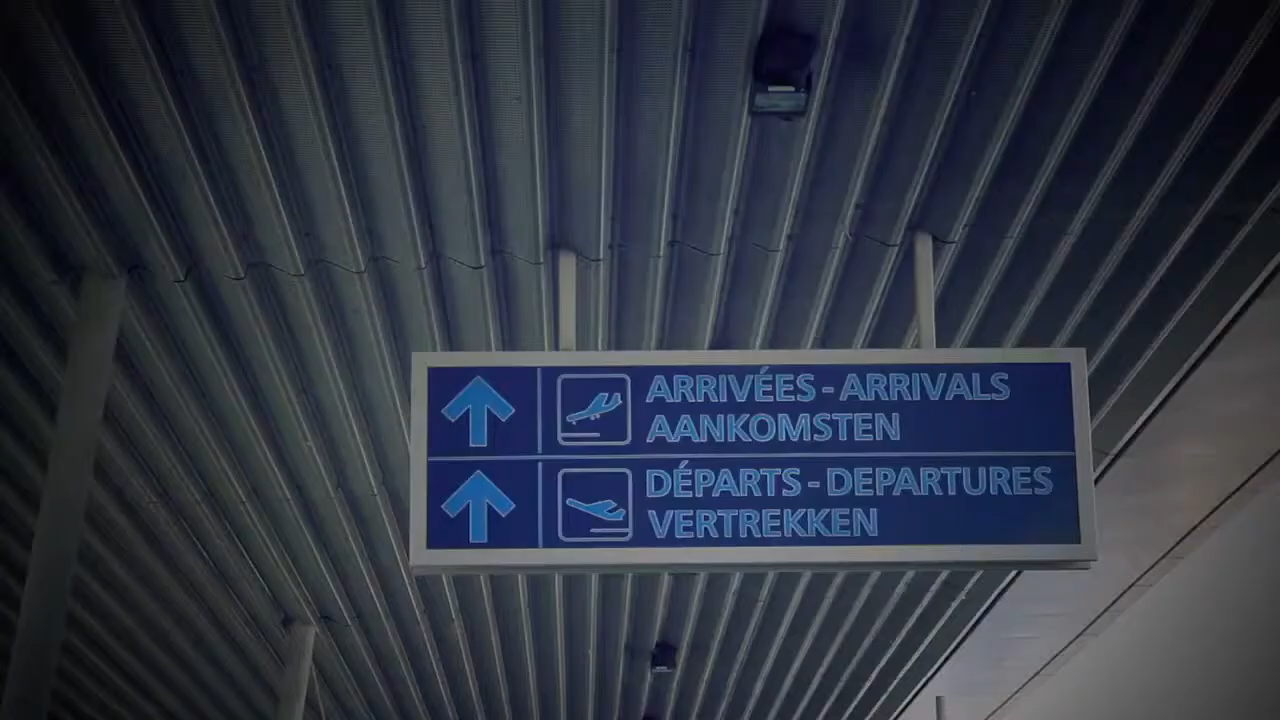 ARRIVÉES - ARRIVALS
AANKOMSTEN
DÉPARTS - DEPARTURES
VERTREKKEN